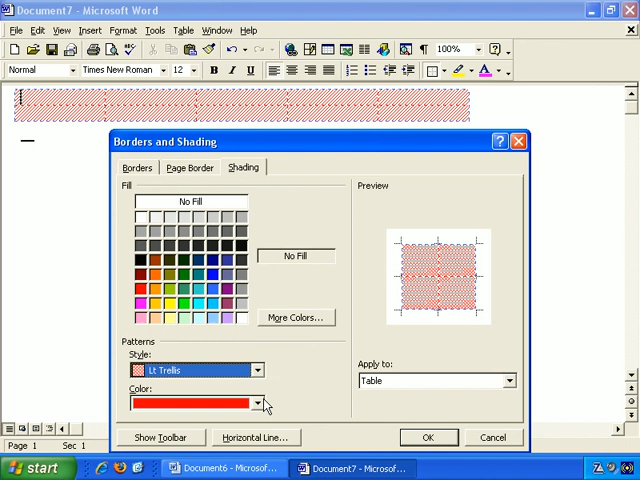 Document7 - Microsoft Word
File Edit View Insert Format Tools Table Window Help
100%
Normal Times New Roman 12 B I U
Borders and Shading
Borders Page Border Shading
Fill Preview
No Fill
No Fill
More Colors...
Patterns
Style:
Lt Trellis
Apply to:
Table
Color:
Show Toolbar Horizontal Line... OK Cancel
Page 1 Sec 1
start Document6 - Microsof... Document7 - Microsof...